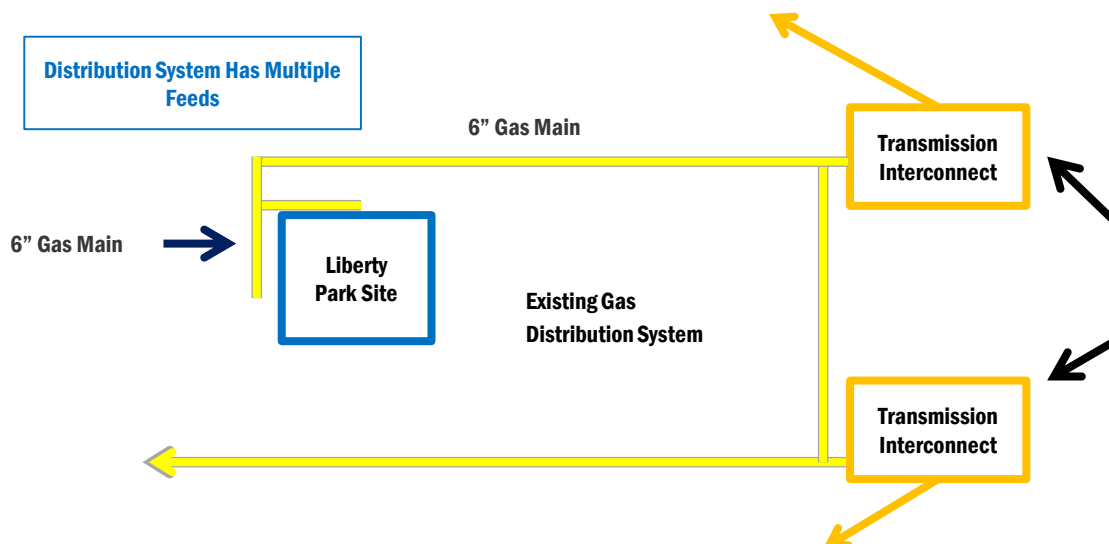 Distribution System Has Multiple
Feeds
6” Gas Main
Transmission
Interconnect
6” Gas Main
Liberty
Park Site
Existing Gas
Distribution System
Transmission
Interconnect